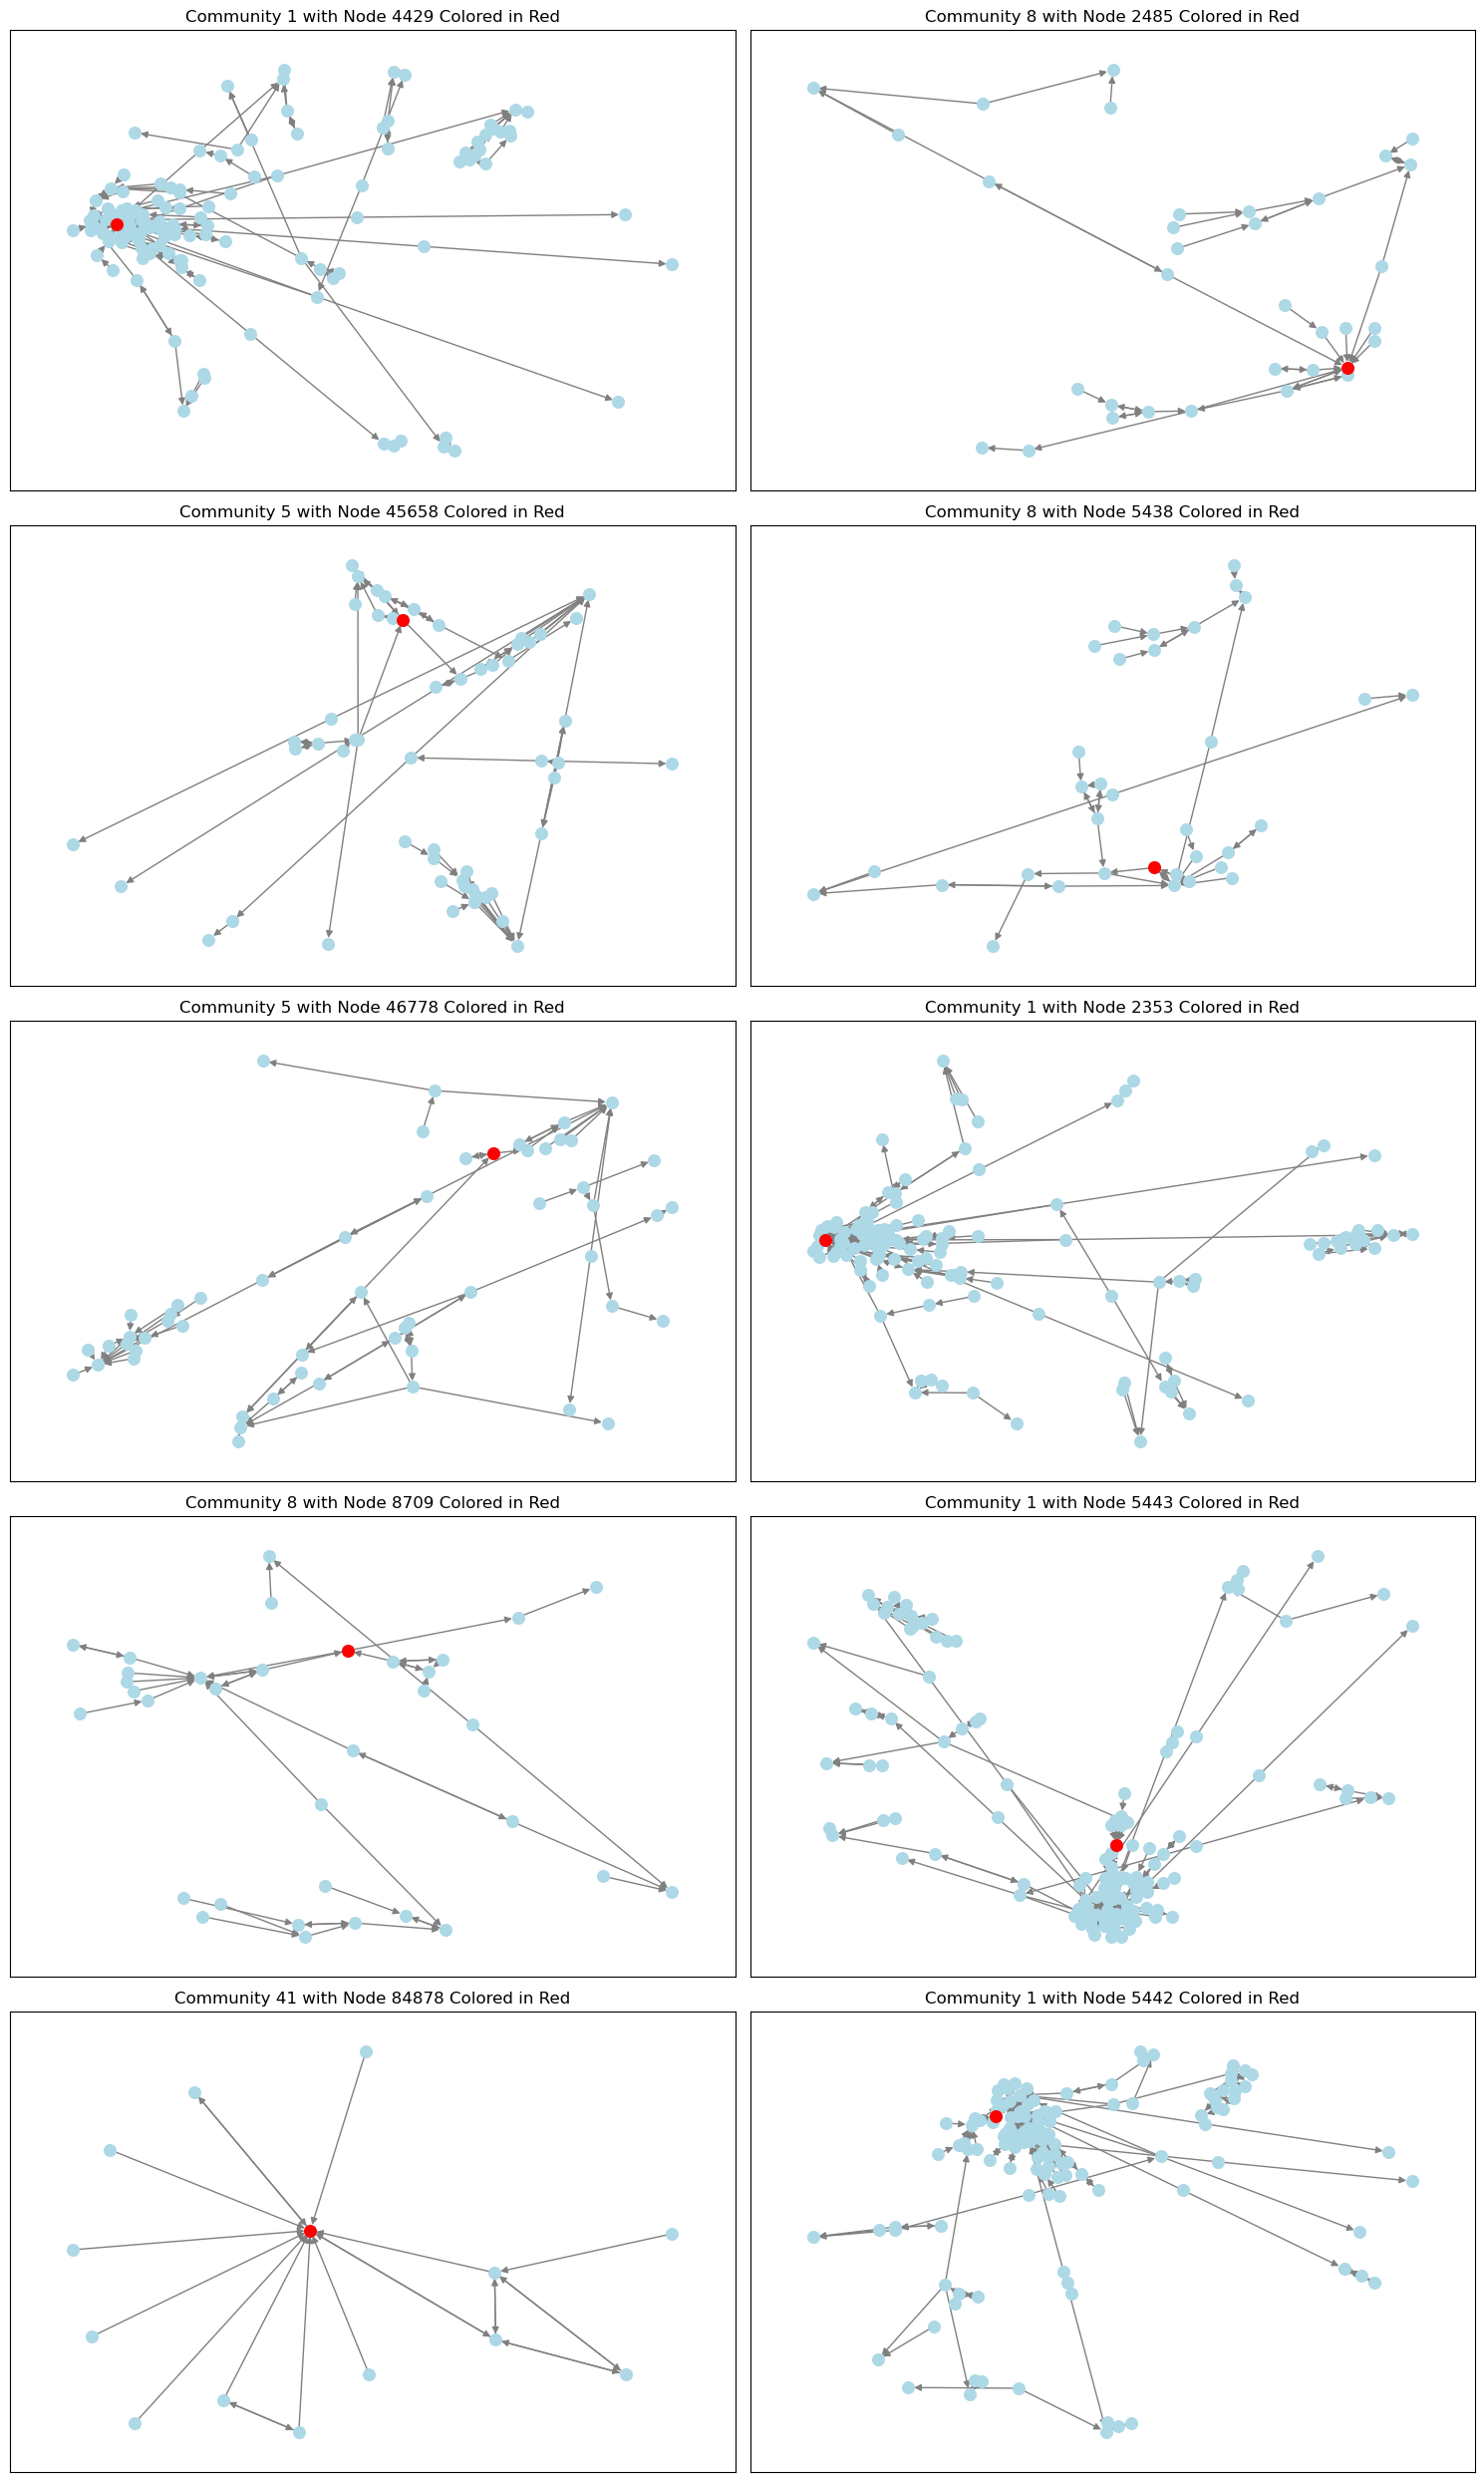 Community 1 with Node 4429 Colored in Red
Community 8 with Node 2485 Colored in Red
Community 5 with Node 45658 Colored in Red
Community 8 with Node 5438 Colored in Red
Community 5 with Node 46778 Colored in Red
Community 1 with Node 2353 Colored in Red
Community 8 with Node 8709 Colored in Red
Community 1 with Node 5443 Colored in Red
Community 41 with Node 84878 Colored in Red
Community 1 with Node 5442 Colored in Red